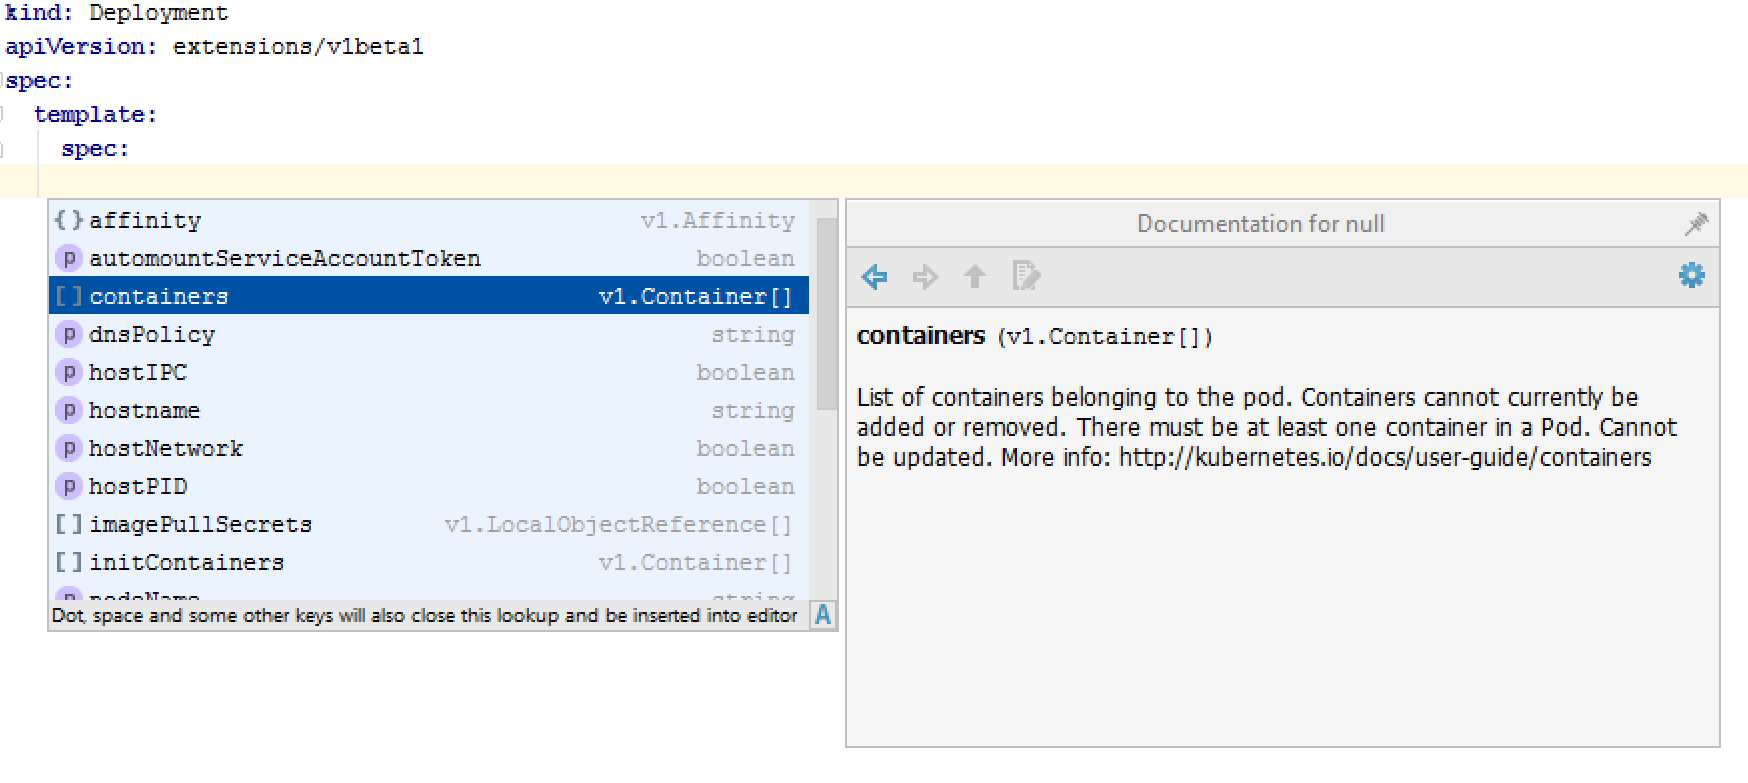 kind: Deployment
apiVersion: extensions/v1beta1
spec:
template:
spec:
{} affinity v1.Affinity
p automountServiceAccountToken boolean
[] containers v1.Container[]
p dnsPolicy string
p hostIPC boolean
p hostname string
p hostNetwork boolean
p hostPID boolean
[] imagePullSecrets v1.LocalObjectReference[]
[] initContainers v1.Container[]
p nodeName string
Dot, space and some other keys will also close this lookup and be inserted into editor A
Documentation for null
containers (v1.Container[])
List of containers belonging to the pod. Containers cannot currently be
added or removed. There must be at least one container in a Pod. Cannot
be updated. More info: http://kubernetes.io/docs/user-guide/containers